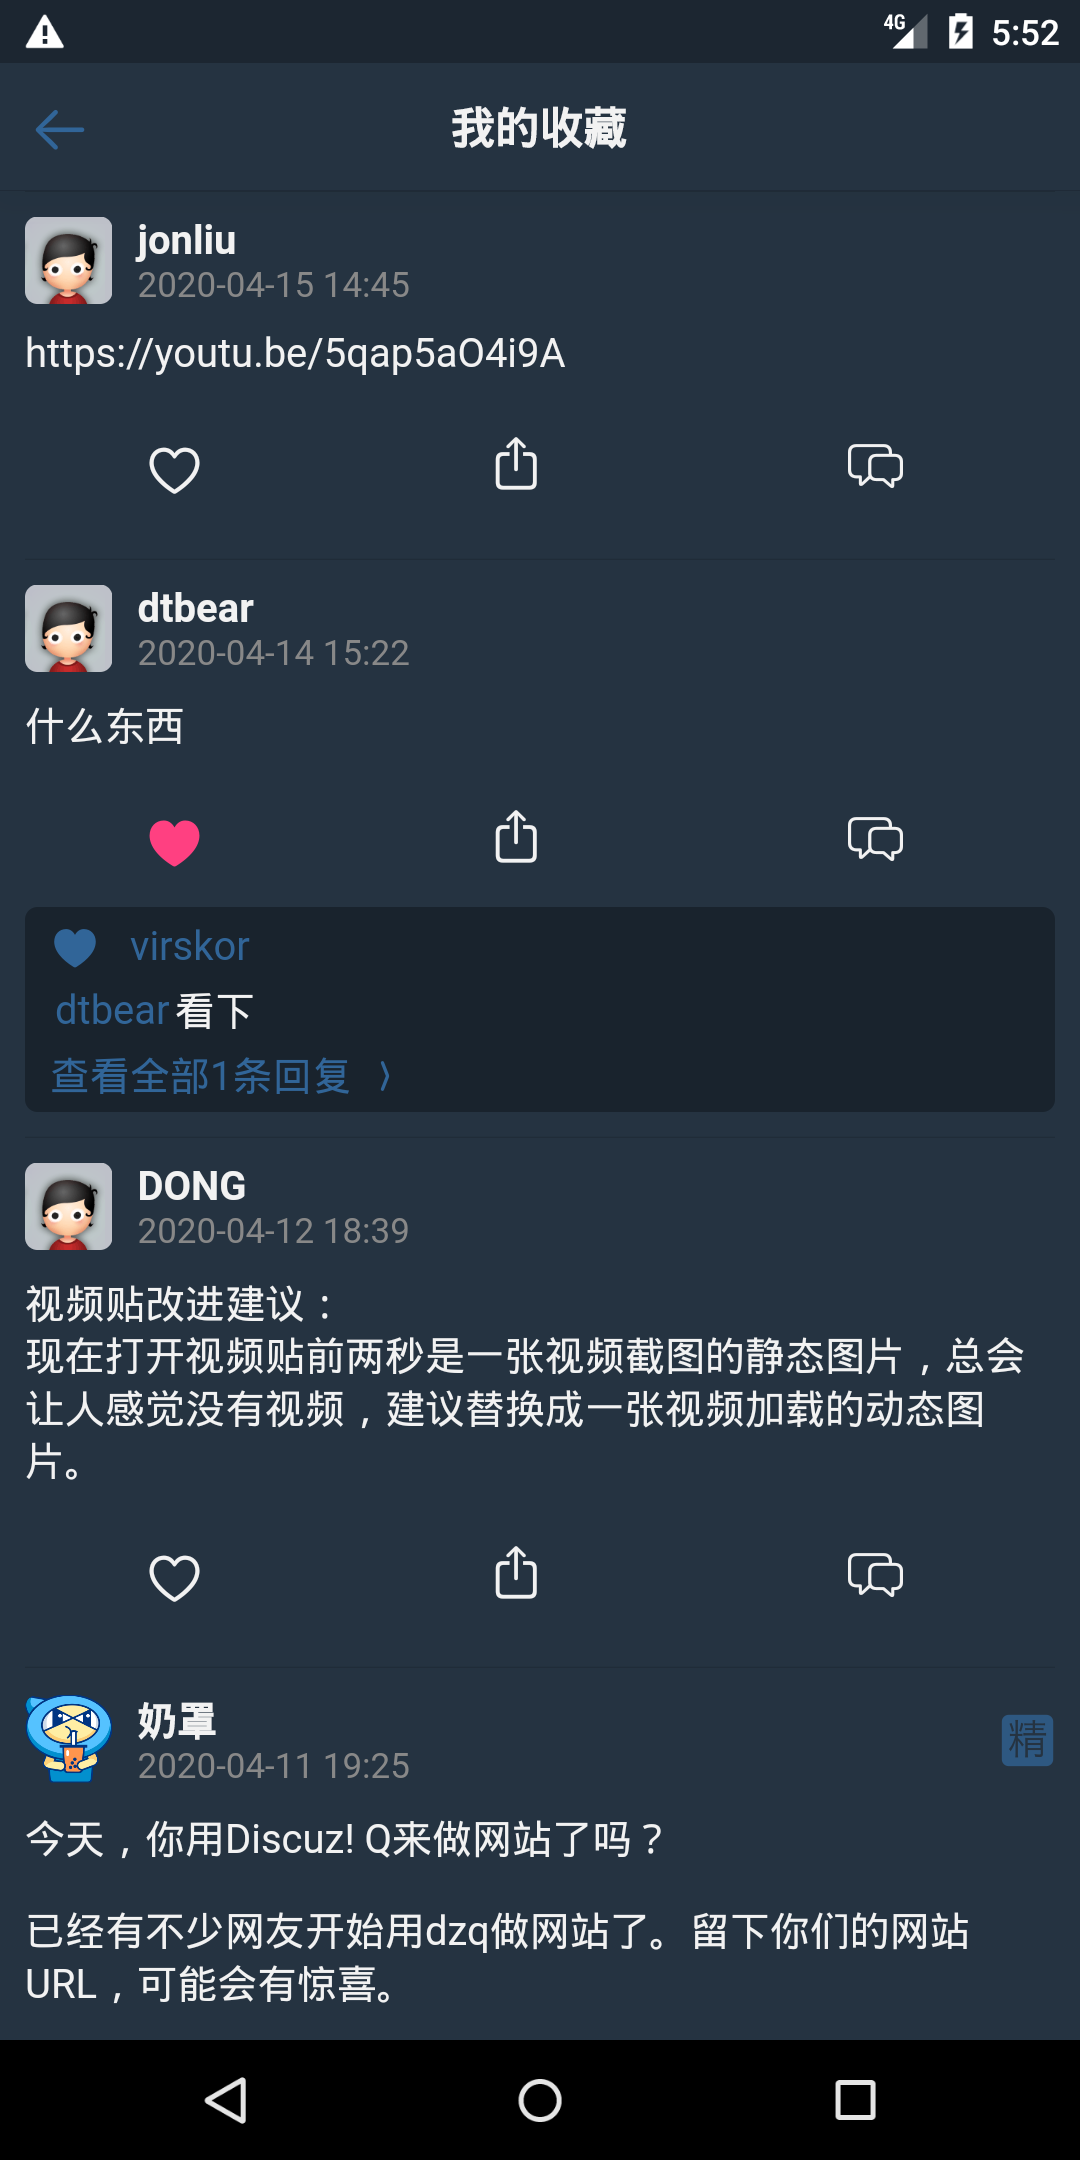 4G 5:52
我的收藏
jonliu
2020-04-15 14:45
https://youtu.be/5qap5aO4i9A
dtbear
2020-04-14 15:22
什么东西
virskor
dtbear看下
查看全部1条回复
DONG
2020-04-12 18:39
视频贴改进建议：
现在打开视频贴前两秒是一张视频截图的静态图片，总会
让人感觉没有视频，建议替换成一张视频加载的动态图
片。
奶罩
2020-04-11 19:25
精
今天，你用Discuz! Q来做网站了吗？
已经有不少网友开始用dzq做网站了。留下你们的网站
URL，可能会有惊喜。